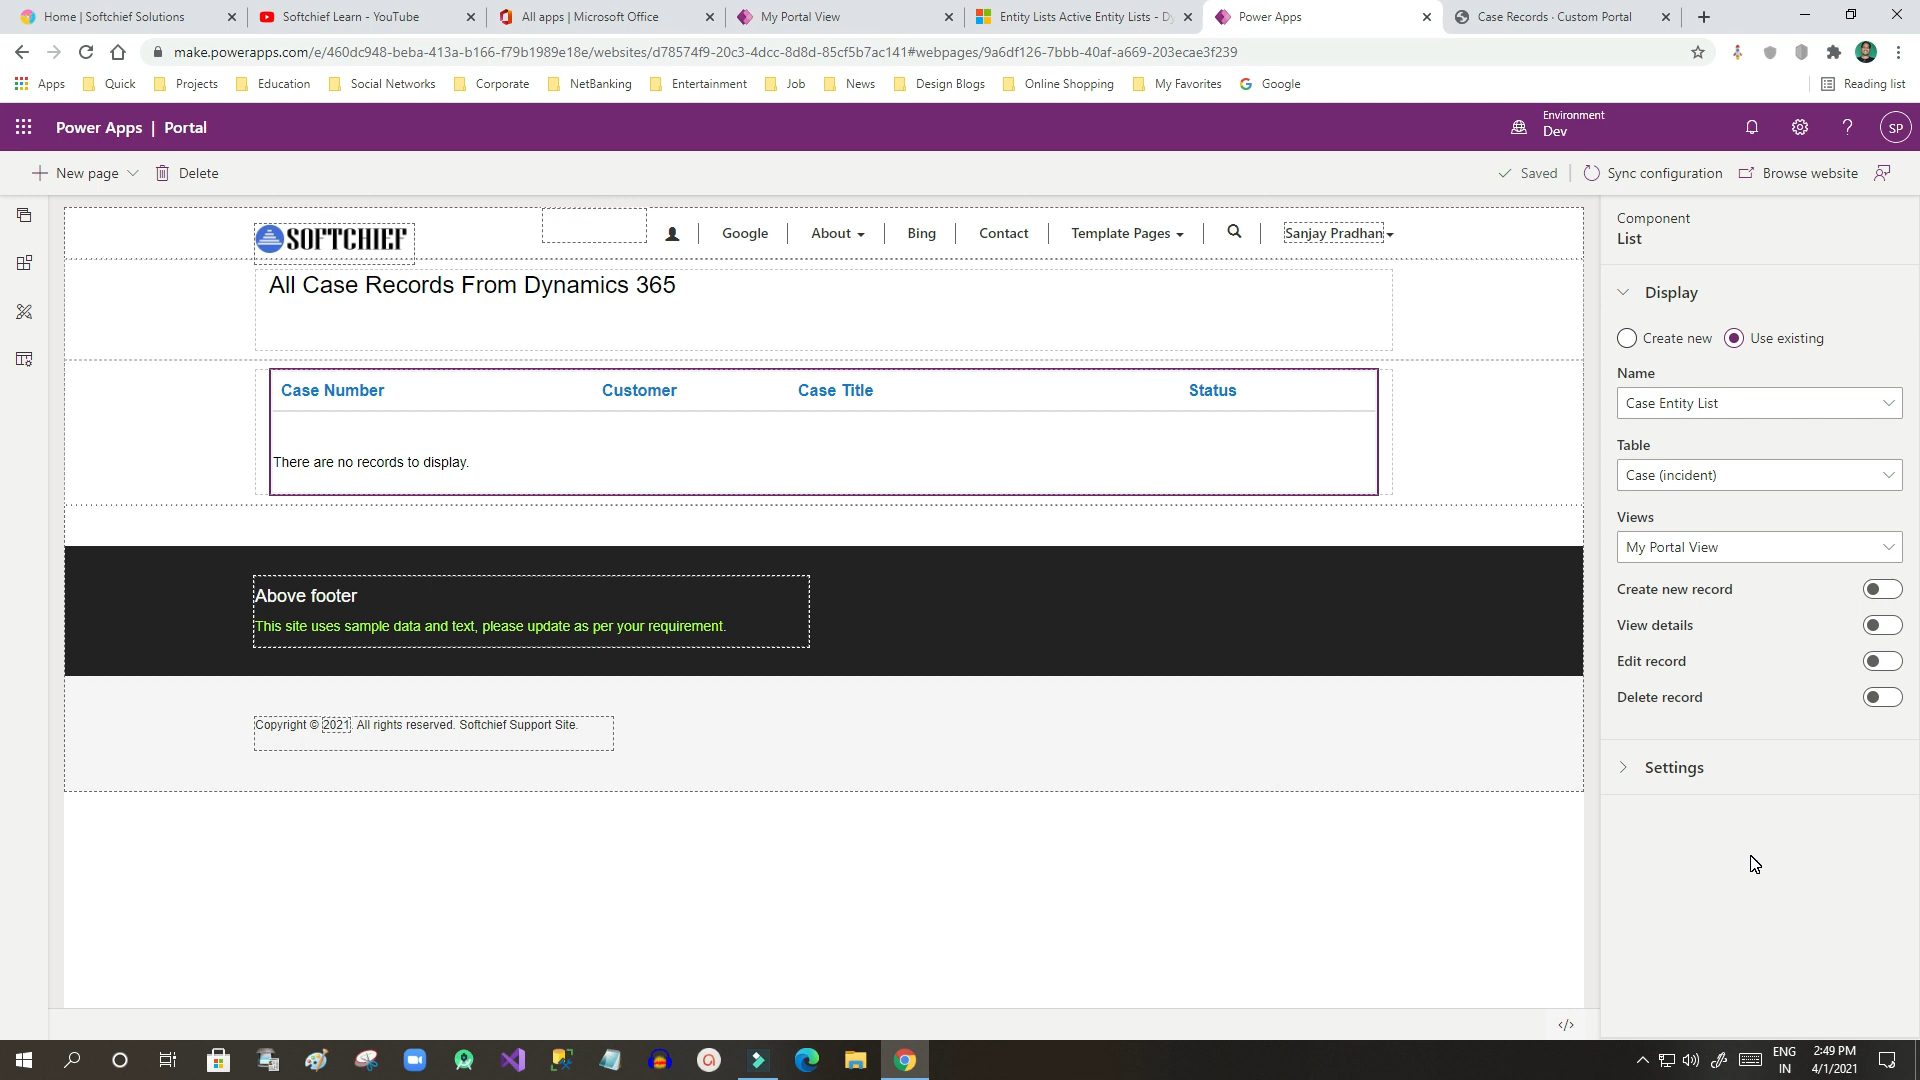 Home | Softchief Solutions
Softchief Learn - YouTube
All apps | Microsoft Office
My Portal View
Entity Lists Active Entity Lists - Dy
Power Apps
Case Records · Custom Portal
make.powerapps.com/e/460dc948-beba-413a-b166-f79b1989e18e/websites/d78574f9-20c3-4dcc-8d8d-85cf5b7ac141#webpages/9a6df126-7bbb-40af-a669-203ecae3f239
Apps Quick Projects Education Social Networks Corporate NetBanking Entertainment Job News Design Blogs Online Shopping My Favorites Google Reading list
Power Apps | Portal
Environment
Dev
SP
New page Delete
Saved Sync configuration Browse website
SOFTCHIEF
Google About Bing Contact Template Pages Sanjay Pradhan
All Case Records From Dynamics 365
Case Number Customer Case Title Status
There are no records to display.
Above footer
This site uses sample data and text, please update as per your requirement.
Copyright © 2021. All rights reserved. Softchief Support Site.
Component
List
Display
Create new Use existing
Name
Case Entity List
Table
Case (incident)
Views
My Portal View
Create new record
View details
Edit record
Delete record
Settings
</>
ENG
IN
2:49 PM
4/1/2021